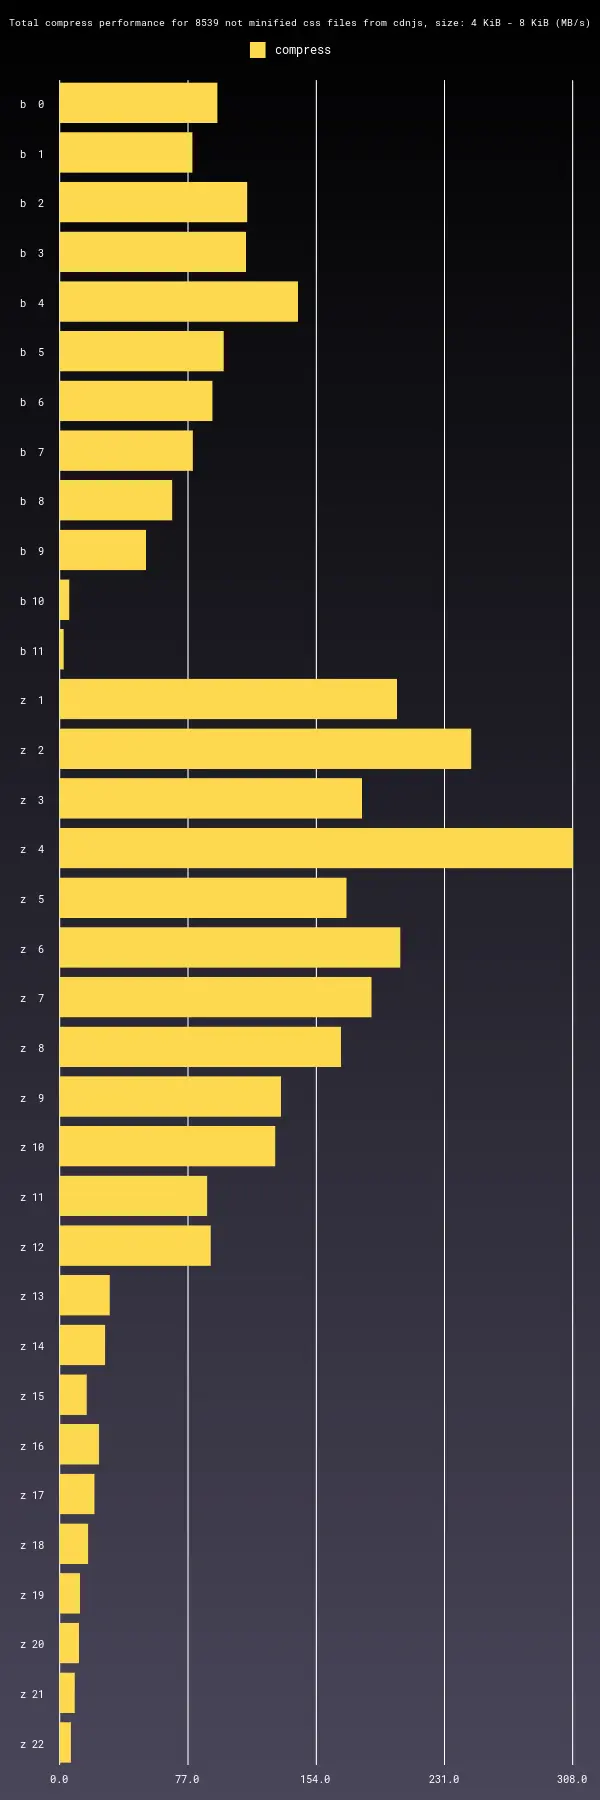 Total compress performance for 8539 not minified css files from cdnjs, size: 4 KiB - 8 KiB (MB/s)
compress
b  0
b  1
b  2
b  3
b  4
b  5
b  6
b  7
b  8
b  9
b 10
b 11
z  1
z  2
z  3
z  4
z  5
z  6
z  7
z  8
z  9
z 10
z 11
z 12
z 13
z 14
z 15
z 16
z 17
z 18
z 19
z 20
z 21
z 22
0.0 77.0 154.0 231.0 308.0